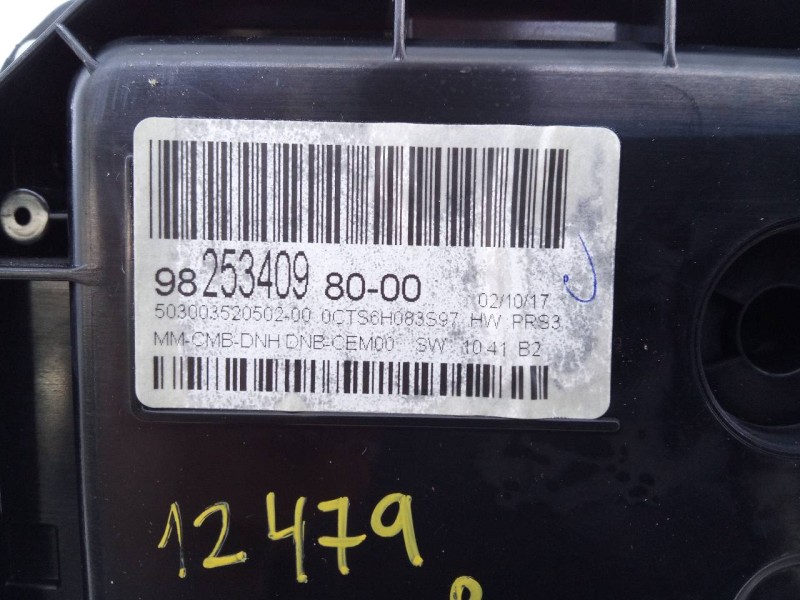 98 253409 80-00 02/10/17
503003520502-00 0CTS6H083S97 HW PRS3
MM-CMB-DNH DNB-CEM00 SW 10.41 B2
12479